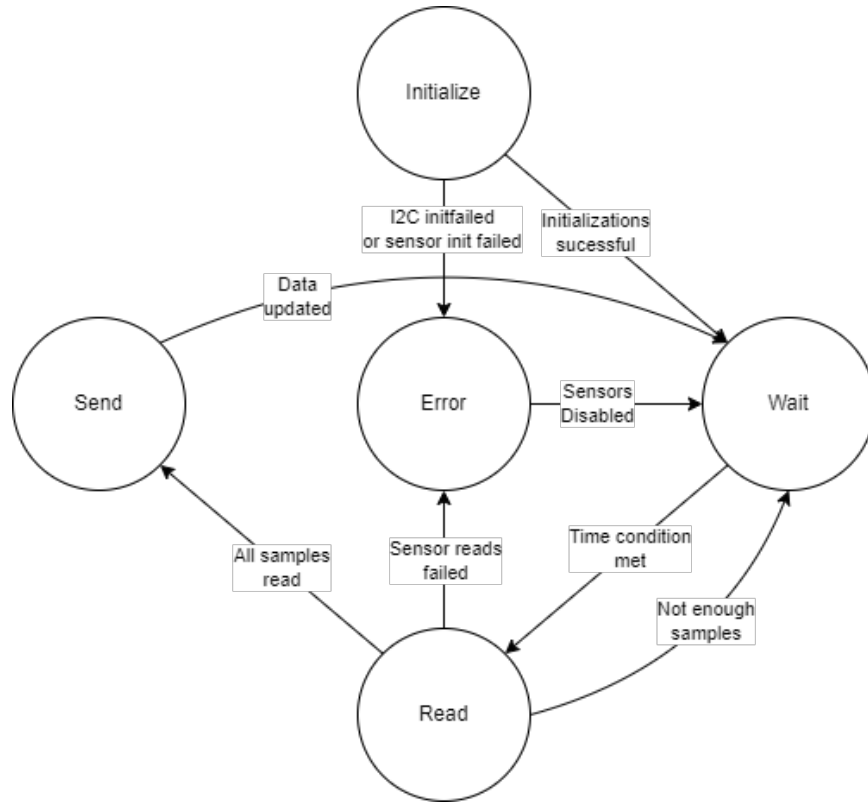 Initialize
I2C initfailed
or sensor init failed
Initializations
sucessful
Data
updated
Send
Error
Sensors
Disabled
Wait
All samples
read
Sensor reads
failed
Time condition
met
Not enough
samples
Read